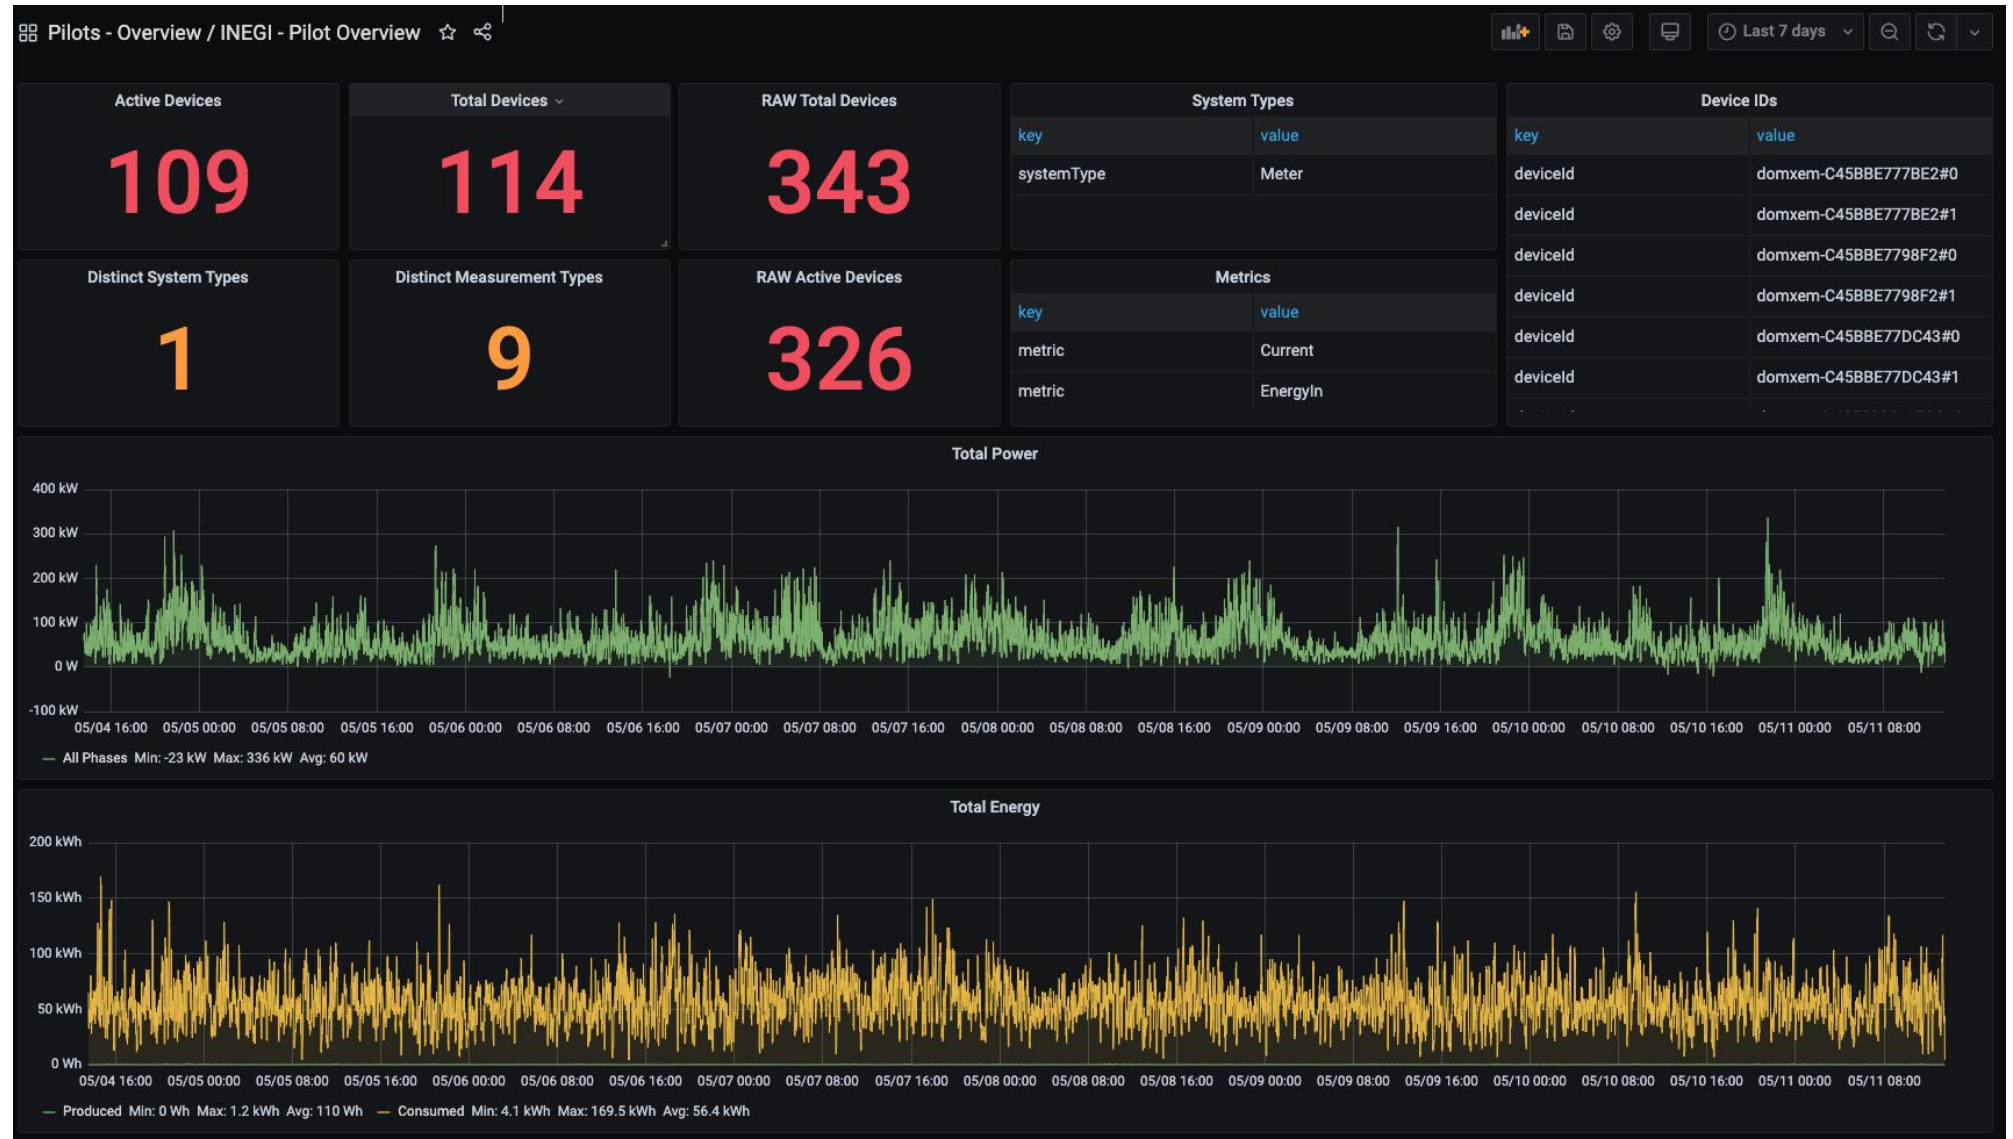 Pilots - Overview / INEGI - Pilot Overview
Last 7 days
Active Devices
109
Total Devices
114
RAW Total Devices
343
System Types
key value
systemType Meter
Device IDs
key value
deviceId domxem-C45BBE777BE2#0
deviceId domxem-C45BBE777BE2#1
deviceId domxem-C45BBE7798F2#0
deviceId domxem-C45BBE7798F2#1
deviceId domxem-C45BBE77DC43#0
deviceId domxem-C45BBE77DC43#1
Distinct System Types
1
Distinct Measurement Types
9
RAW Active Devices
326
Metrics
key value
metric Current
metric EnergyIn
Total Power
400 kW
300 kW
200 kW
100 kW
0 W
-100 kW
05/04 16:00 05/05 00:00 05/05 08:00 05/05 16:00 05/06 00:00 05/06 08:00 05/06 16:00 05/07 00:00 05/07 08:00 05/07 16:00 05/08 00:00 05/08 08:00 05/08 16:00 05/09 00:00 05/09 08:00 05/09 16:00 05/10 00:00 05/10 08:00 05/10 16:00 05/11 00:00 05/11 08:00
All Phases Min: -23 kW Max: 336 kW Avg: 60 kW
Total Energy
200 kWh
150 kWh
100 kWh
50 kWh
0 Wh
05/04 16:00 05/05 00:00 05/05 08:00 05/05 16:00 05/06 00:00 05/06 08:00 05/06 16:00 05/07 00:00 05/07 08:00 05/07 16:00 05/08 00:00 05/08 08:00 05/08 16:00 05/09 00:00 05/09 08:00 05/09 16:00 05/10 00:00 05/10 08:00 05/10 16:00 05/11 00:00 05/11 08:00
Produced Min: 0 Wh Max: 1.2 kWh Avg: 110 Wh Consumed Min: 4.1 kWh Max: 169.5 kWh Avg: 56.4 kWh